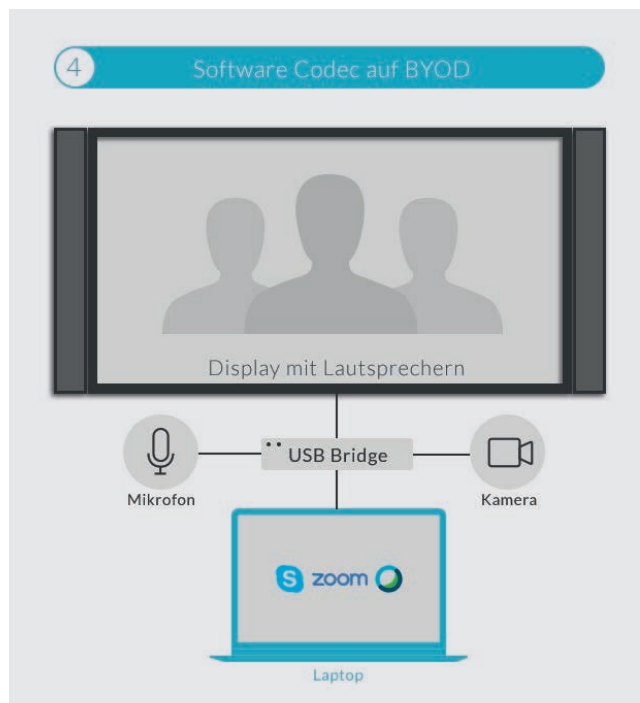 4
Software Codec auf BYOD
Display mit Lautsprechern
USB Bridge
Mikrofon
Kamera
S zoom
Laptop